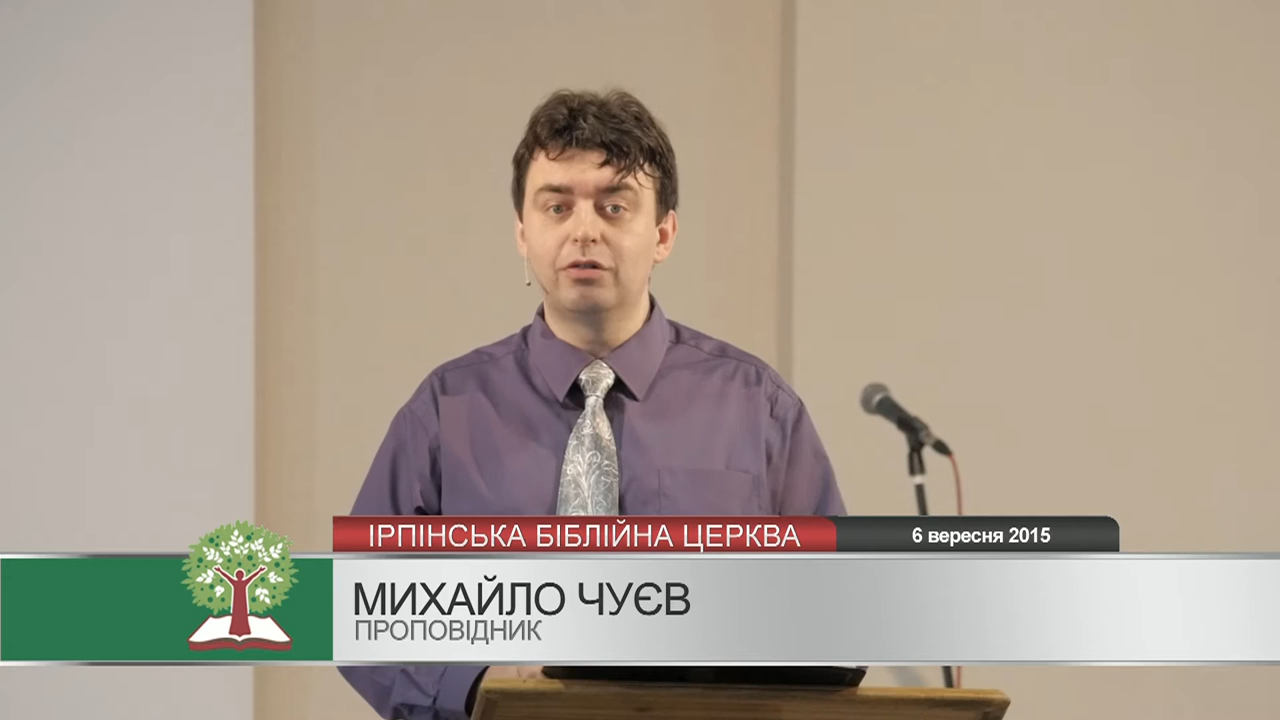 ІРПІНСЬКА БІБЛІЙНА ЦЕРКВА
6 вересня 2015
МИХАЙЛО ЧУЄВ
ПРОПОВІДНИК